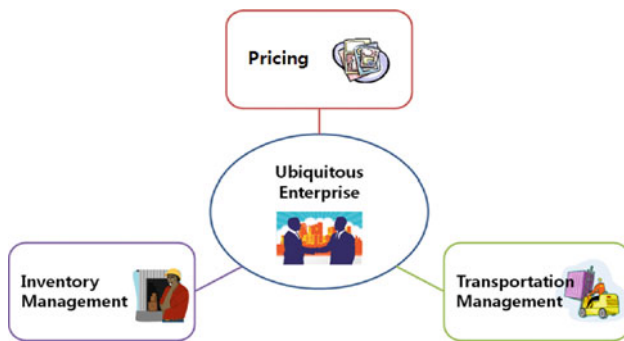 Pricing
Ubiquitous
Enterprise
Inventory
Management
Transportation
Management